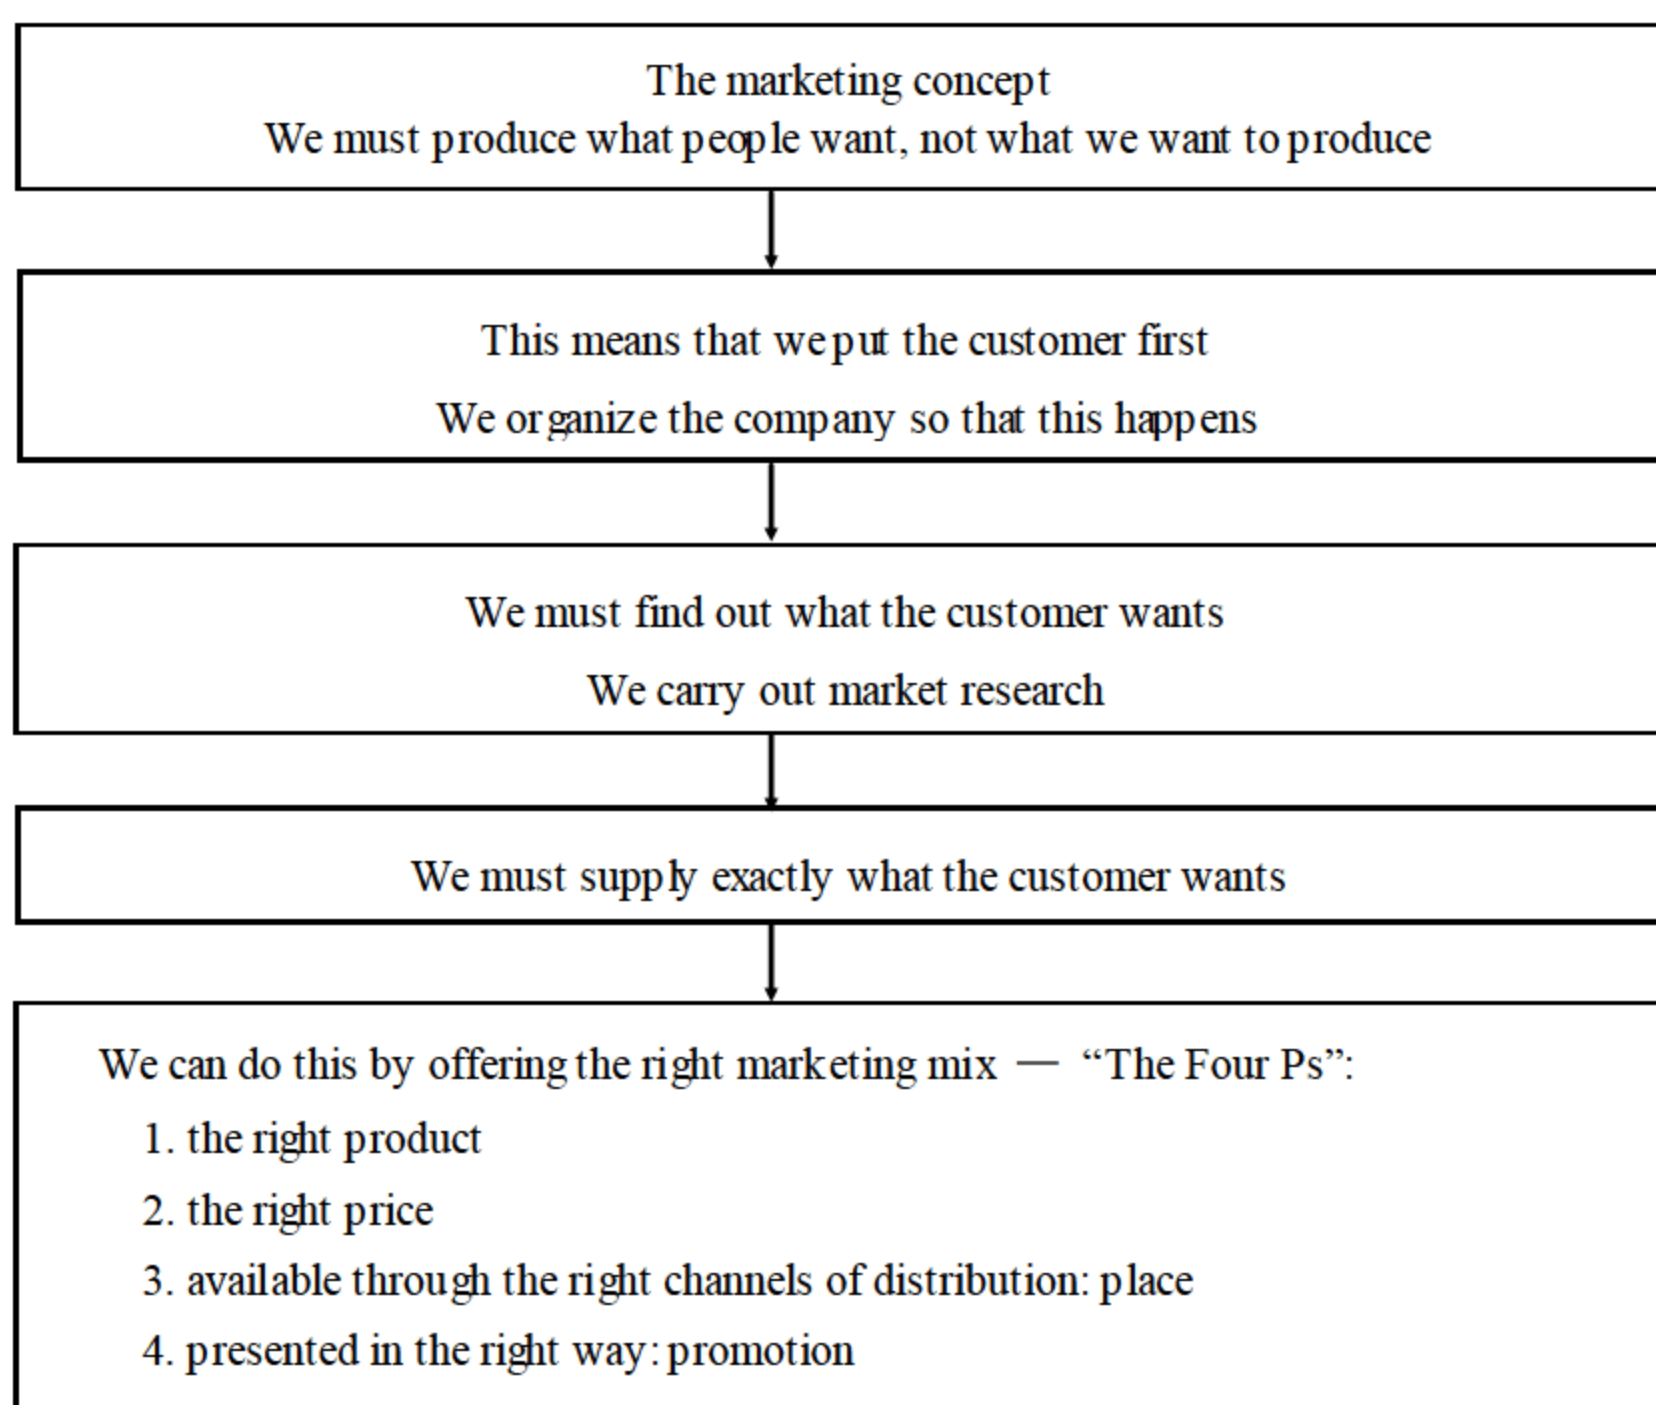 The marketing concept
We must produce what people want, not what we want to produce
This means that we put the customer first
We organize the company so that this happens
We must find out what the customer wants
We carry out market research
We must supply exactly what the customer wants
We can do this by offering the right marketing mix — “The Four Ps”:
1. the right product
2. the right price
3. available through the right channels of distribution: place
4. presented in the right way: promotion